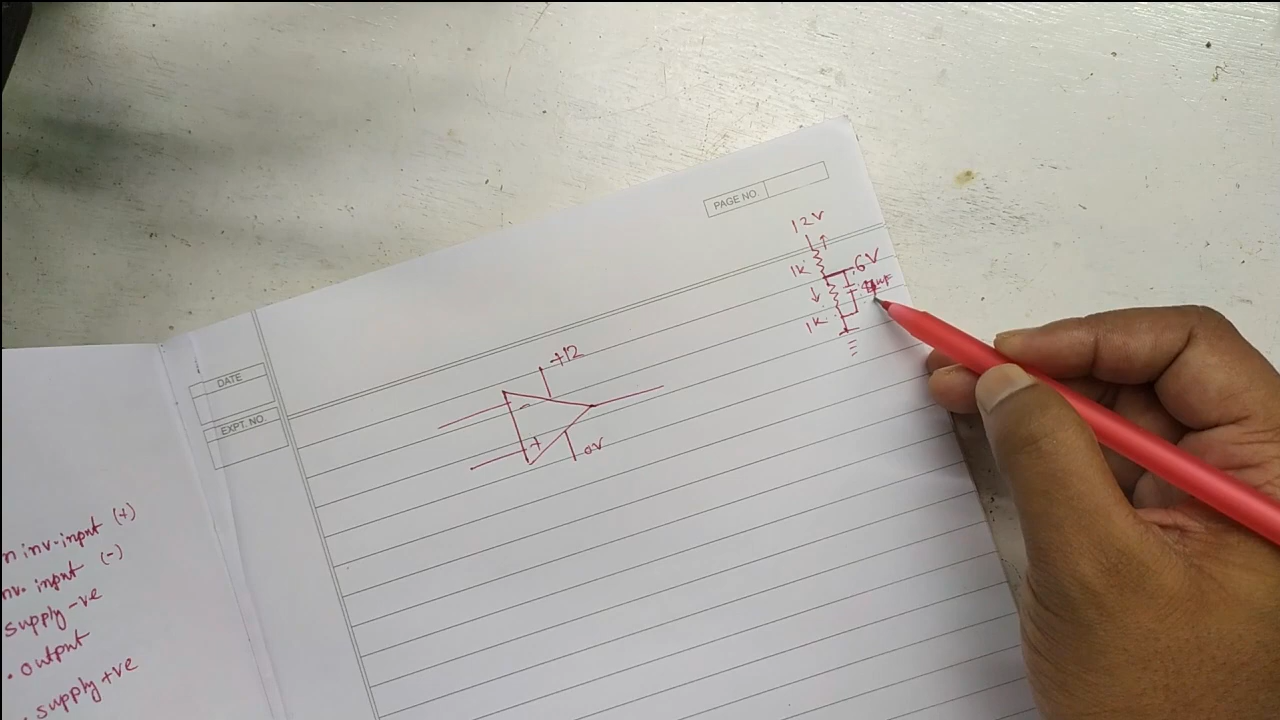 PAGE NO.
12V
1K
6V
1K
DATE
EXPT. NO.
+12
-
+
0V
n inv-input (+)
nv. input (-)
supply -ve
. output
. supply +ve